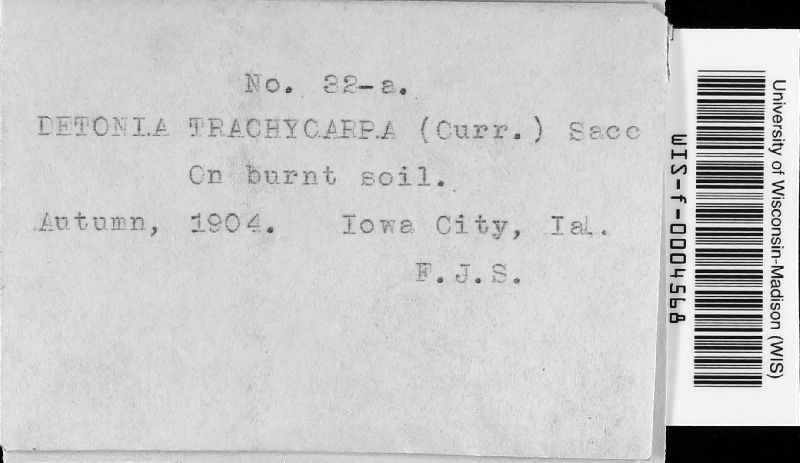 No. 32-a.
DETONIA TRACHYCARPA (Curr.) Sacc
On burnt soil.
Autumn, 1904. Iowa City, Ia.
F.J.S.
University of Wisconsin-Madison (WIS)
WIS-f-0004568